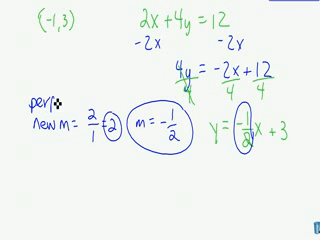 (-1,3)
2x + 4y = 12
-2x -2x
4y = -2x + 12
4 4 4
perp
new m = 2/1 = 2
m = -1/2
y = -1/2 x + 3